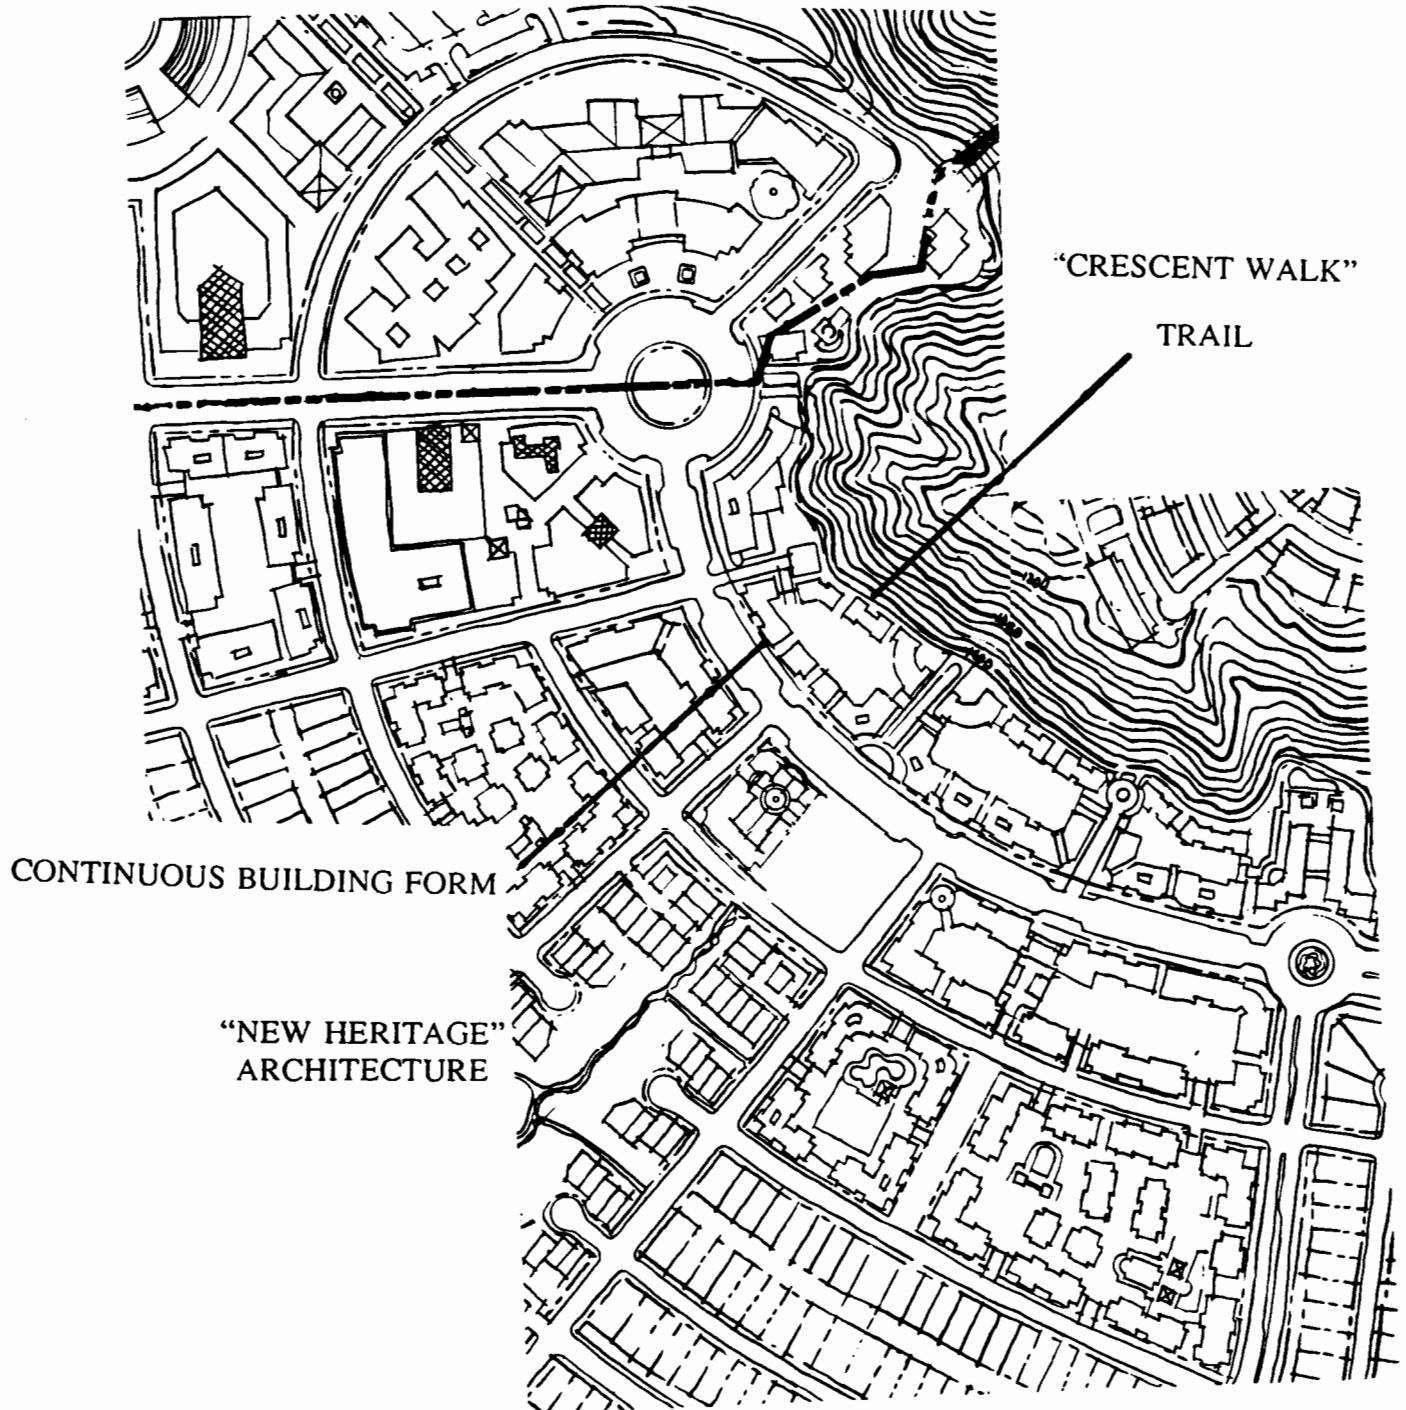 “CRESCENT WALK”
TRAIL
CONTINUOUS BUILDING FORM
“NEW HERITAGE”
ARCHITECTURE